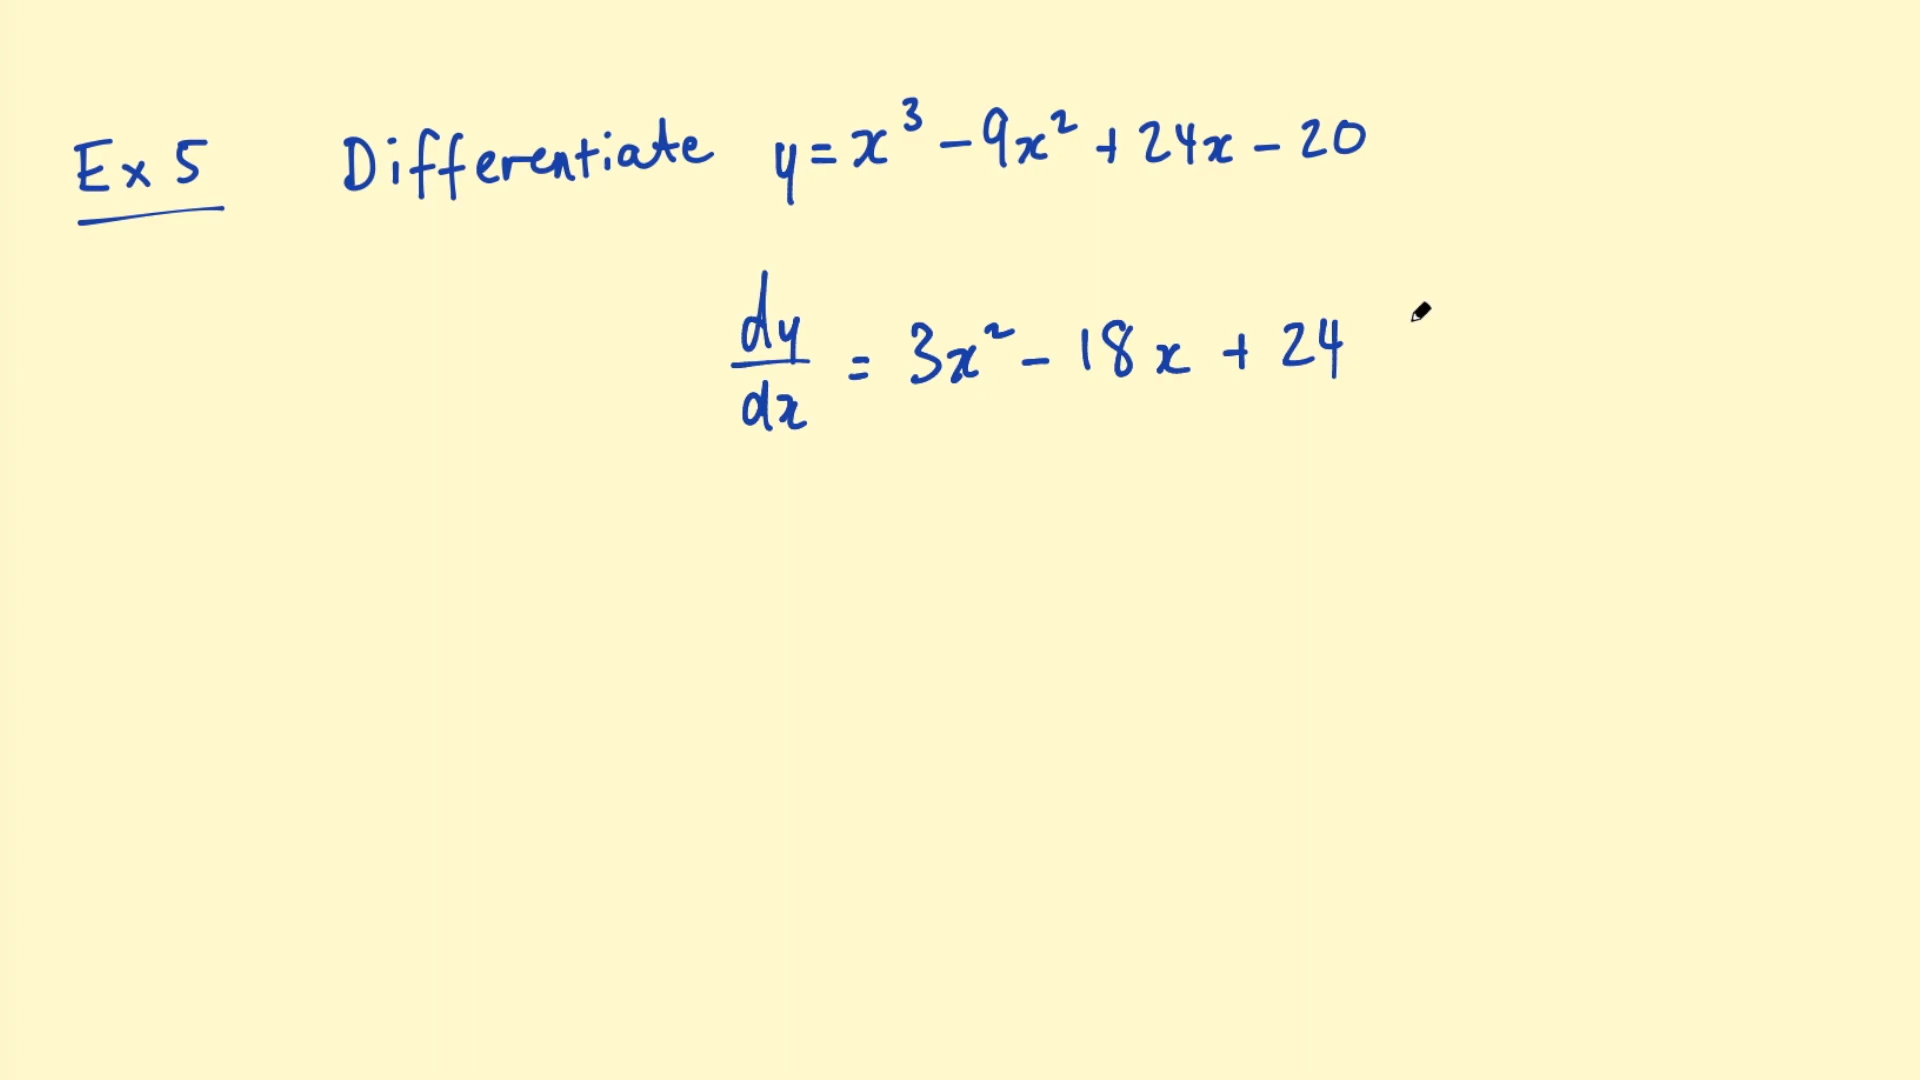 Ex 5 Differentiate y = x³ - 9x² + 24x - 20
dy/dx = 3x² - 18x + 24